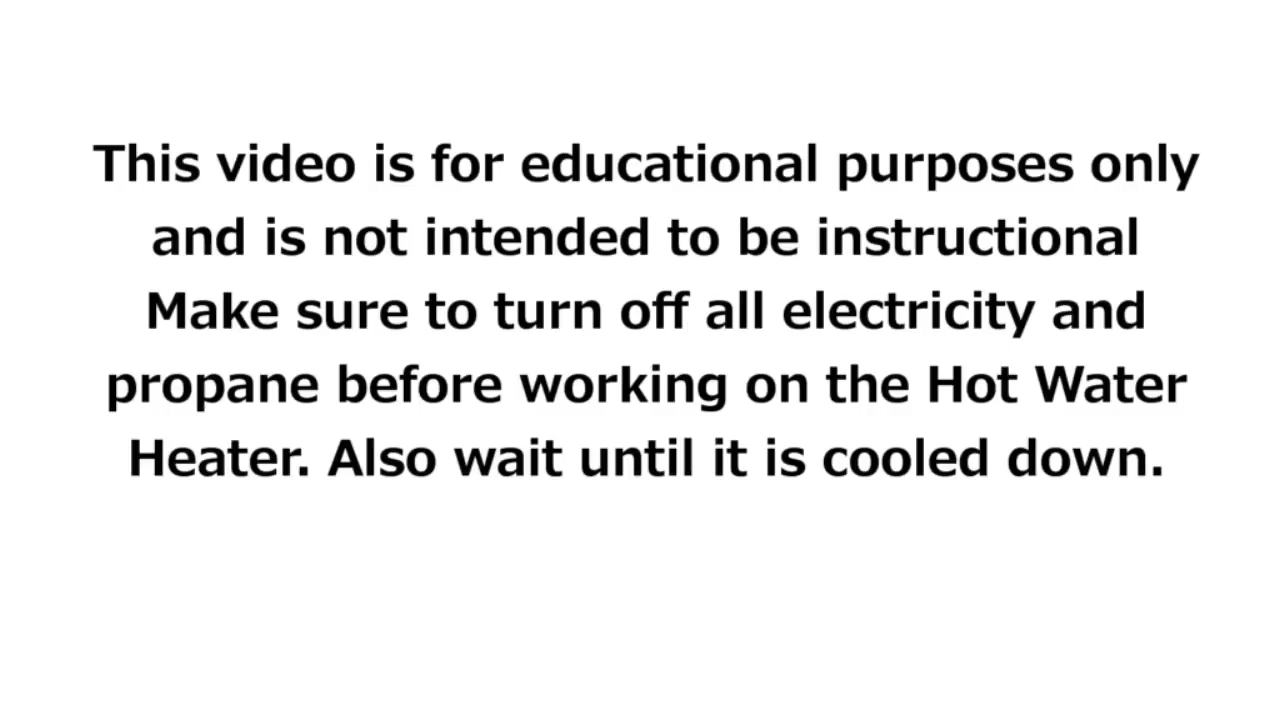 This video is for educational purposes only
and is not intended to be instructional
Make sure to turn off all electricity and
propane before working on the Hot Water
Heater. Also wait until it is cooled down.